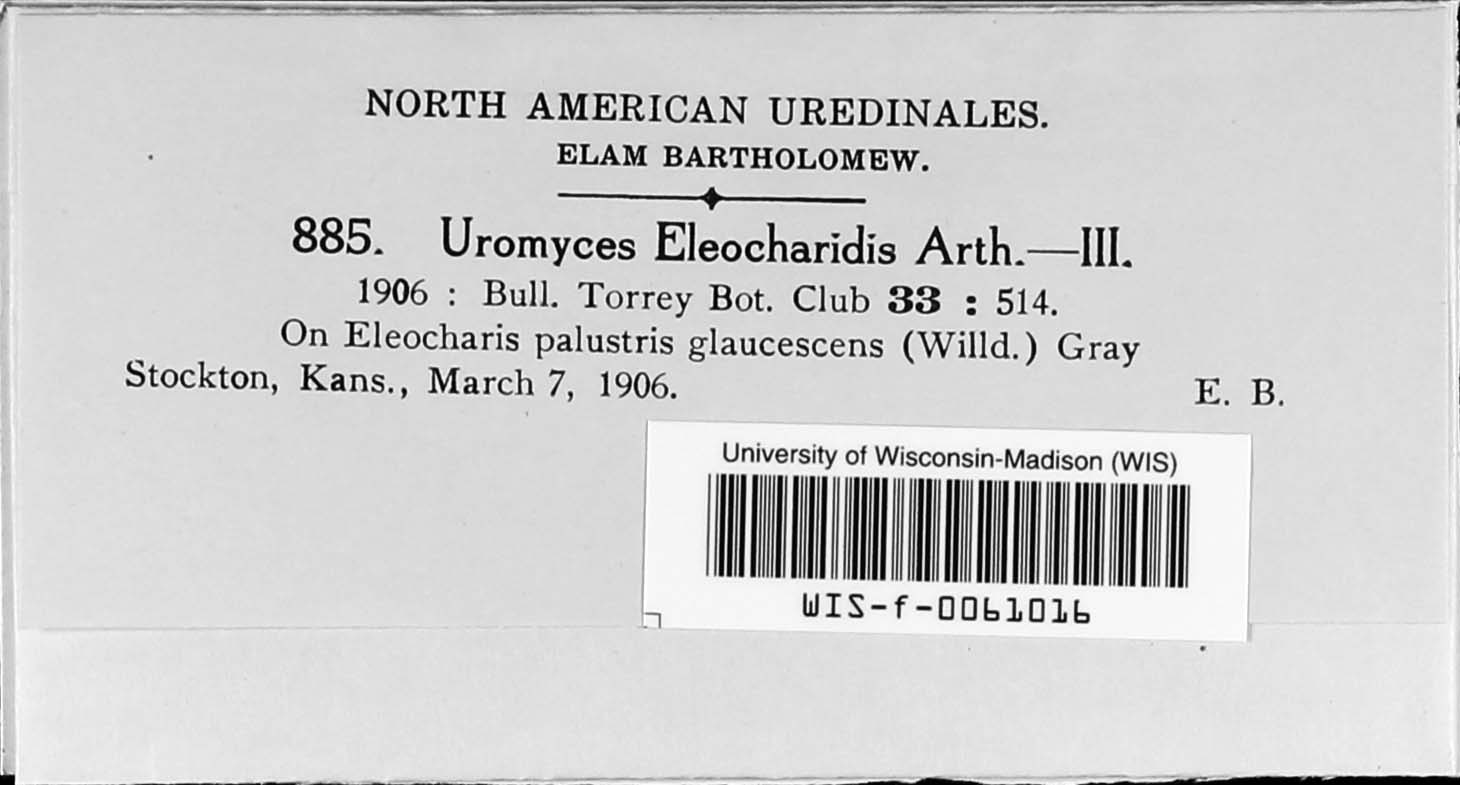 NORTH AMERICAN UREDINALES.
ELAM BARTHOLOMEW.
885. Uromyces Eleocharidis Arth.—III.
1906 : Bull. Torrey Bot. Club 33 : 514.
On Eleocharis palustris glaucescens (Willd.) Gray
Stockton, Kans., March 7, 1906. E. B.
University of Wisconsin-Madison (WIS)
WIS-f-0061016